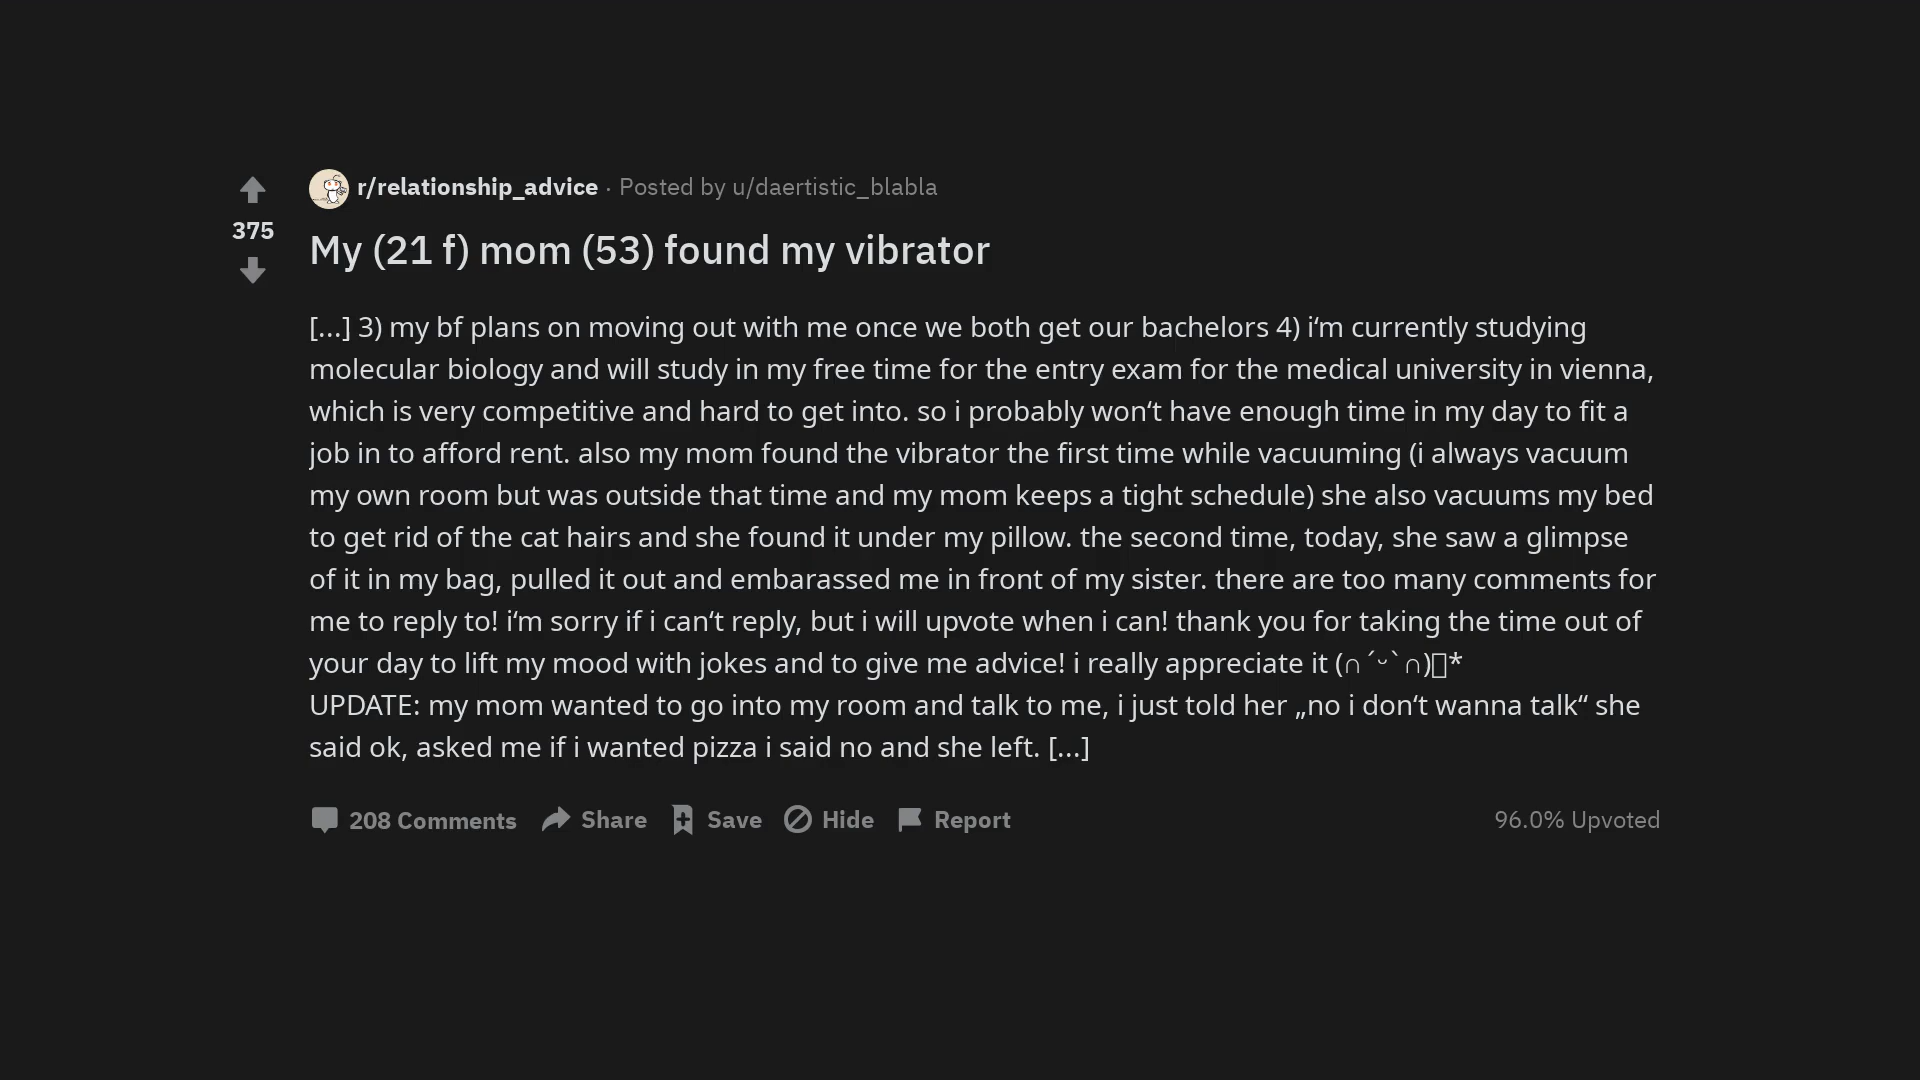 r/relationship_advice · Posted by u/daertistic_blabla
375
My (21 f) mom (53) found my vibrator
[...] 3) my bf plans on moving out with me once we both get our bachelors 4) i‘m currently studying
molecular biology and will study in my free time for the entry exam for the medical university in vienna,
which is very competitive and hard to get into. so i probably won‘t have enough time in my day to fit a
job in to afford rent. also my mom found the vibrator the first time while vacuuming (i always vacuum
my own room but was outside that time and my mom keeps a tight schedule) she also vacuums my bed
to get rid of the cat hairs and she found it under my pillow. the second time, today, she saw a glimpse
of it in my bag, pulled it out and embarassed me in front of my sister. there are too many comments for
me to reply to! i‘m sorry if i can‘t reply, but i will upvote when i can! thank you for taking the time out of
your day to lift my mood with jokes and to give me advice! i really appreciate it (∩´ᵕ`∩)▯*
UPDATE: my mom wanted to go into my room and talk to me, i just told her „no i don‘t wanna talk“ she
said ok, asked me if i wanted pizza i said no and she left. [...]
208 Comments Share Save Hide Report 96.0% Upvoted